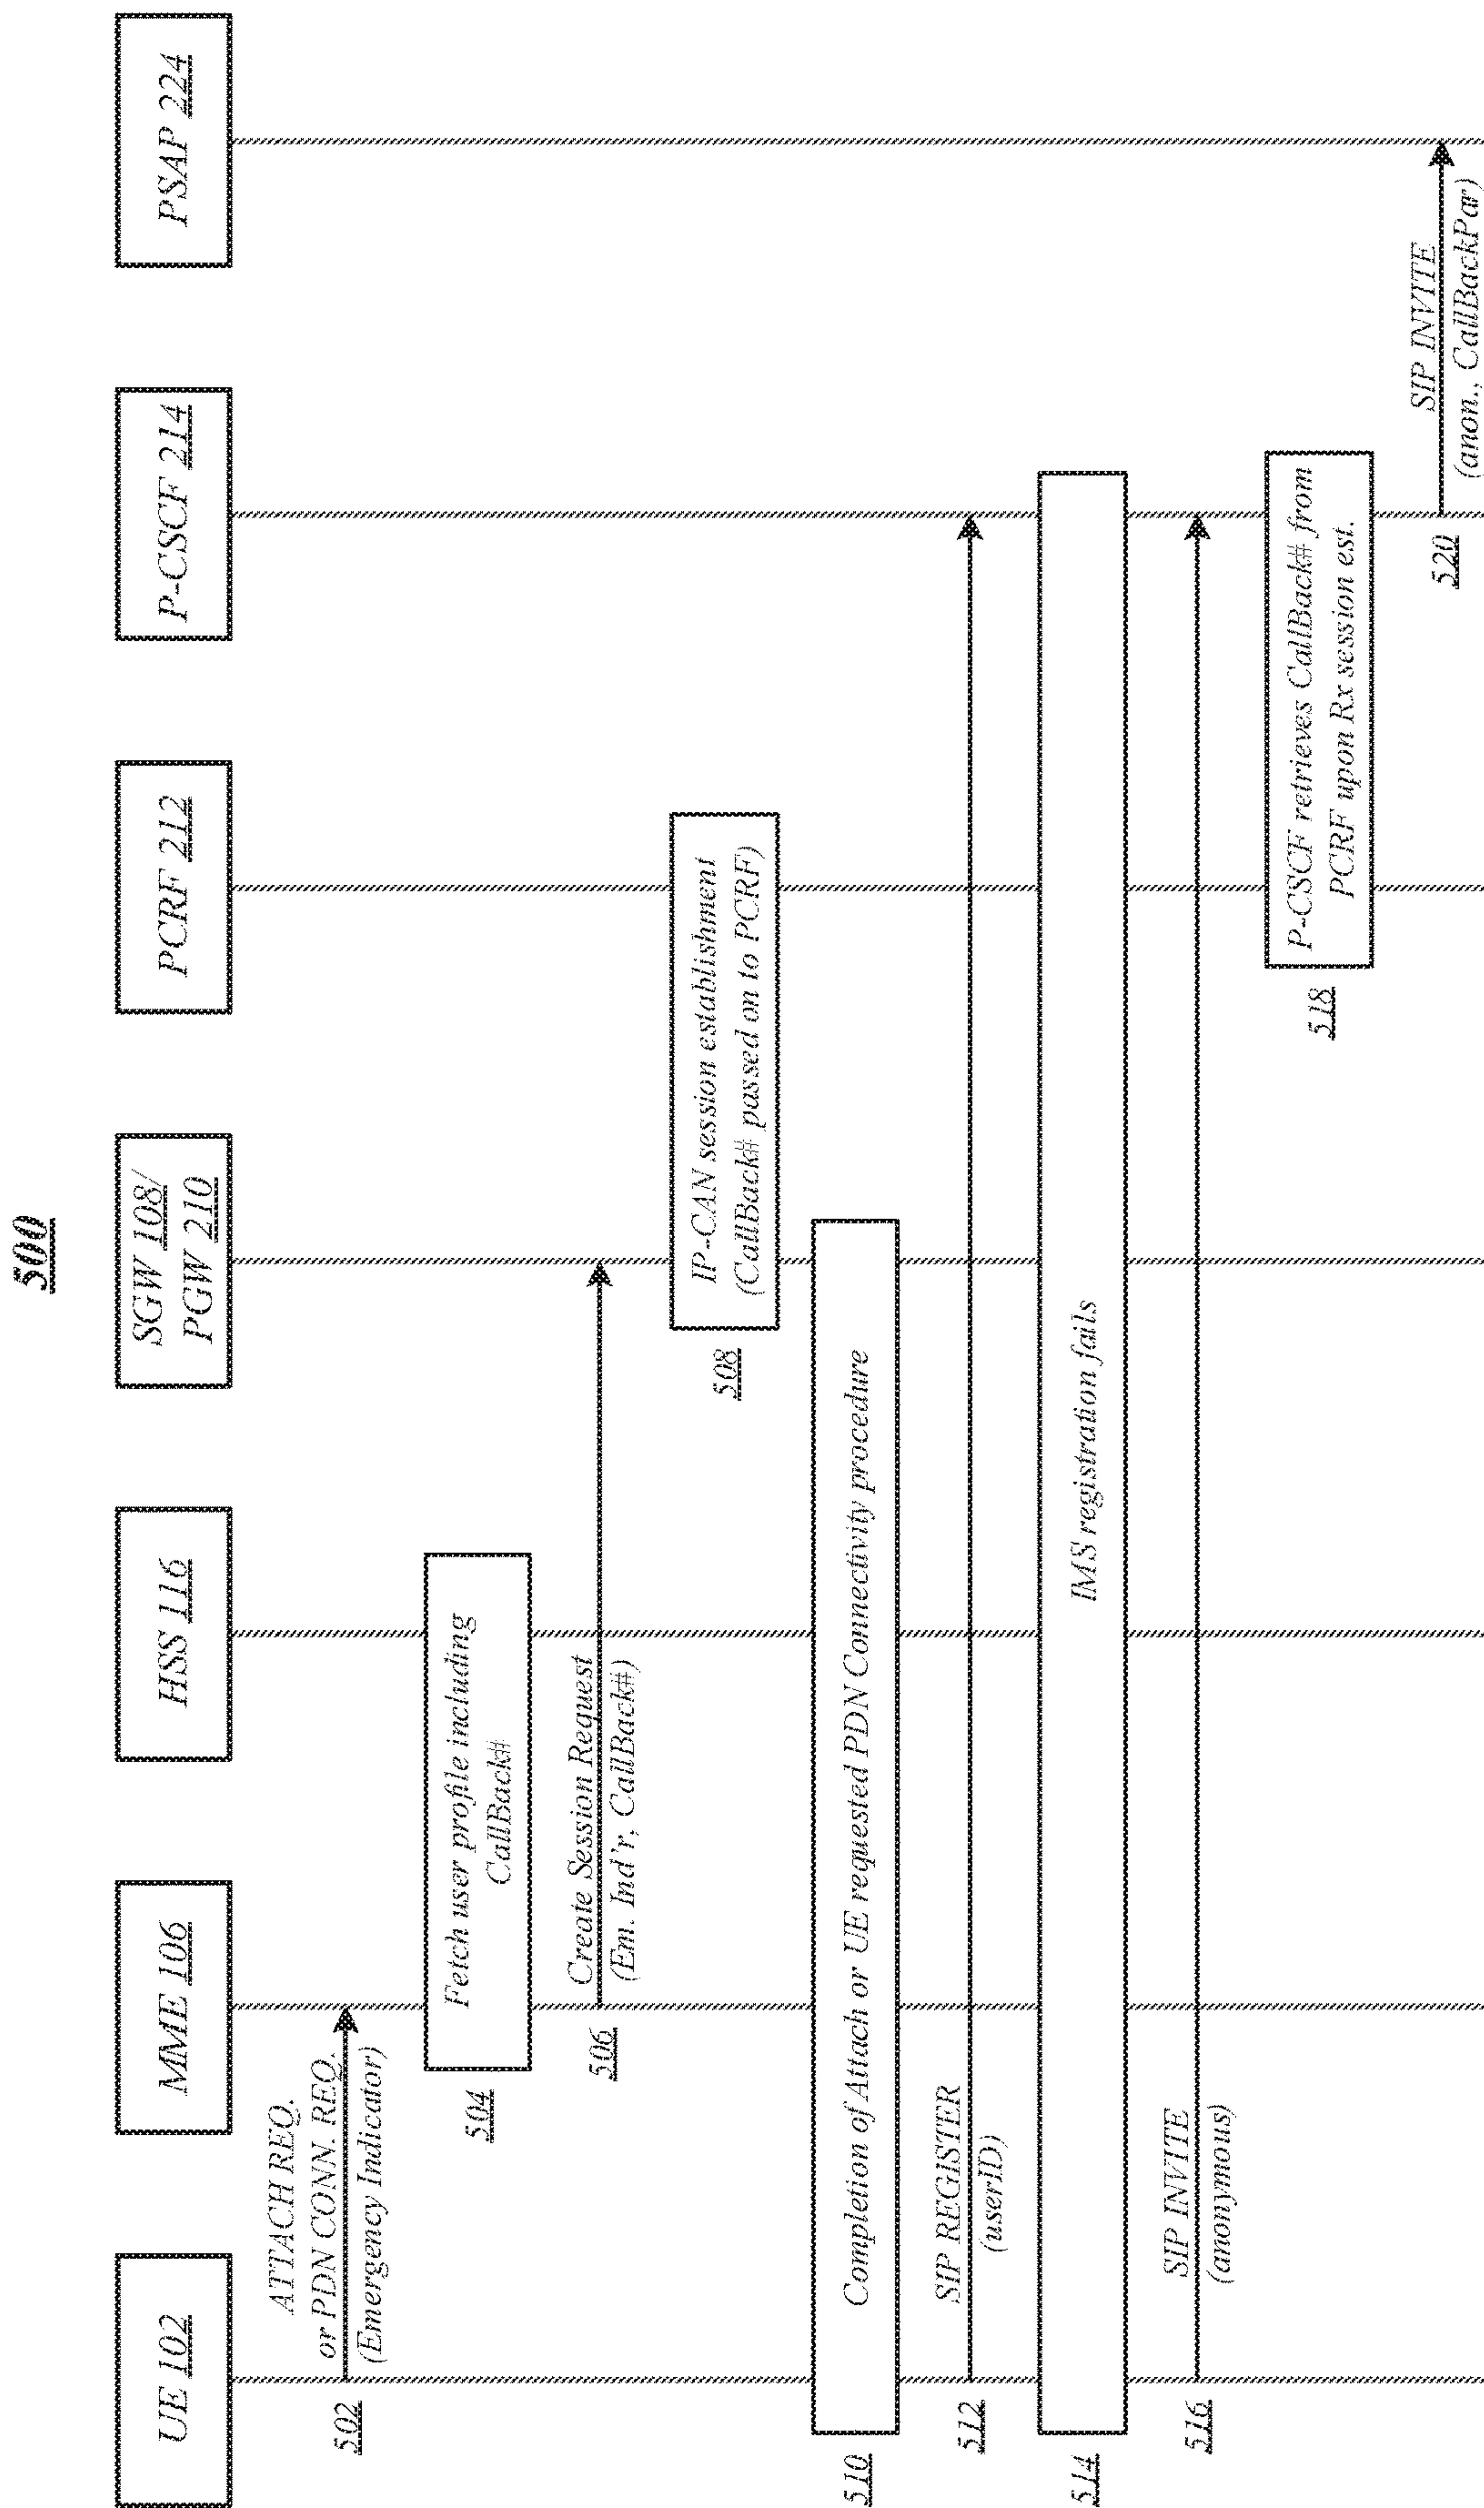 500
UE 102
MME 106
HSS 116
SGW 108/
PGW 210
PCRF 212
P-CSCF 214
PSAP 224
ATTACH REQ.
or PDN CONN. REQ.
(Emergency Indicator)
502
Fetch user profile including
CallBack#
504
Create Session Request
(Em. Ind'r, CallBack#)
506
IP-CAN session establishment
(CallBack# passed on to PCRF)
508
Completion of Attach or UE requested PDN Connectivity procedure
510
SIP REGISTER
(userID)
512
IMS registration fails
514
SIP INVITE
(anonymous)
516
P-CSCF retrieves CallBack# from
PCRF upon Rx session est.
518
SIP INVITE
(anon., CallBackPar)
520